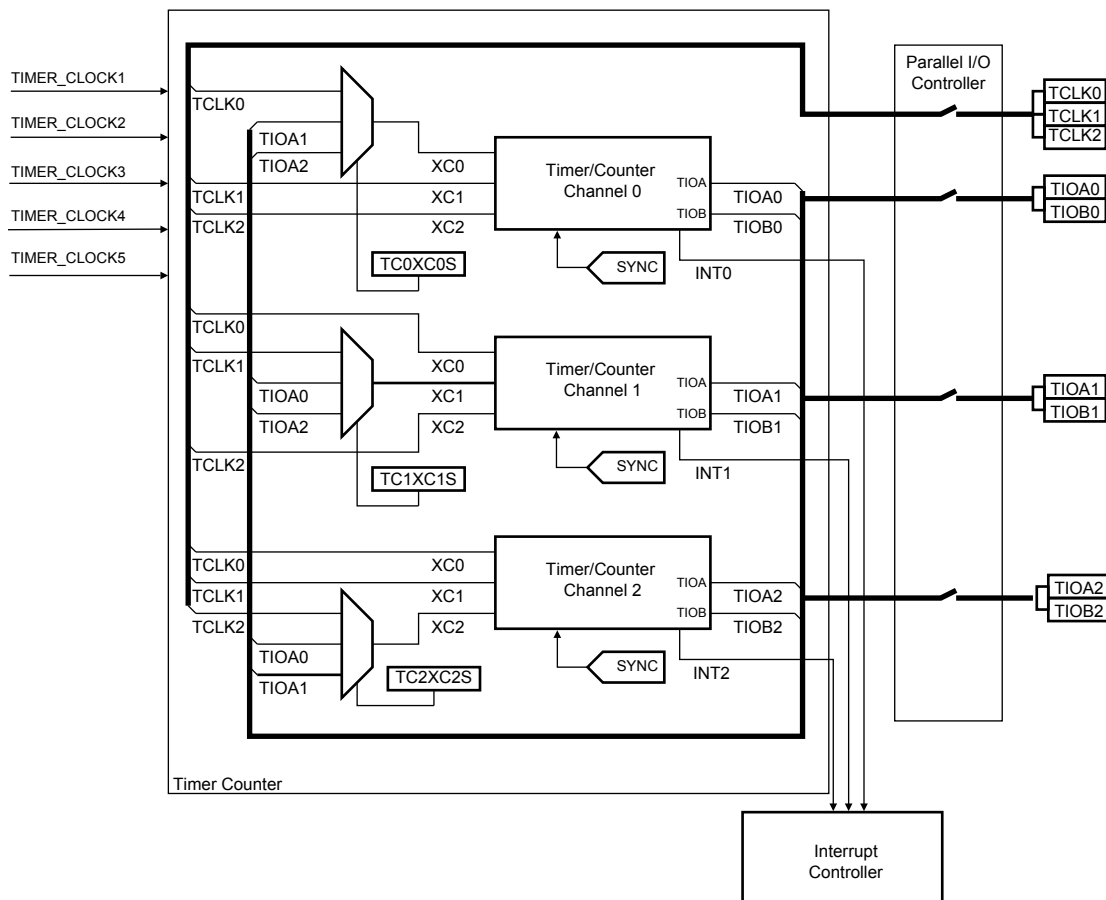 TIMER_CLOCK1
TIMER_CLOCK2
TIMER_CLOCK3
TIMER_CLOCK4
TIMER_CLOCK5
TCLK0
TIOA1
TIOA2
TCLK1
TCLK2
XC0
XC1
XC2
TC0XC0S
Timer/Counter
Channel 0
TIOA
TIOB
TIOA0
TIOB0
SYNC
INT0
TCLK0
TCLK1
TIOA0
TIOA2
TCLK2
XC0
XC1
XC2
TC1XC1S
Timer/Counter
Channel 1
TIOA
TIOB
TIOA1
TIOB1
SYNC
INT1
TCLK0
TCLK1
TCLK2
TIOA0
TIOA1
XC0
XC1
XC2
TC2XC2S
Timer/Counter
Channel 2
TIOA
TIOB
TIOA2
TIOB2
SYNC
INT2
Timer Counter
Parallel I/O
Controller
TCLK0
TCLK1
TCLK2
TIOA0
TIOB0
TIOA1
TIOB1
TIOA2
TIOB2
Interrupt
Controller